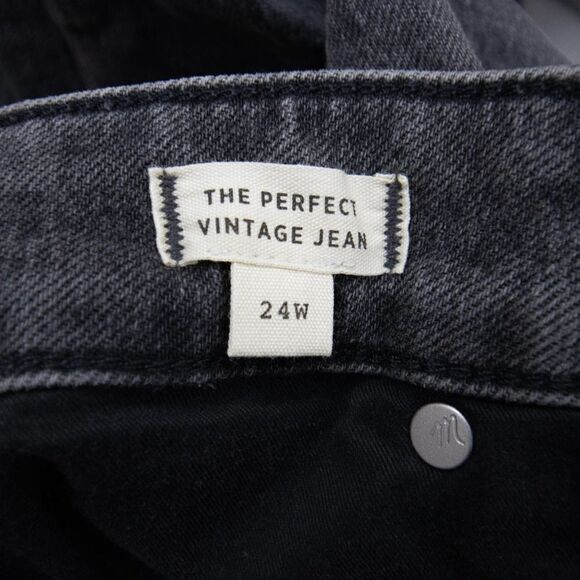 THE PERFECT
VINTAGE JEAN
24W
m